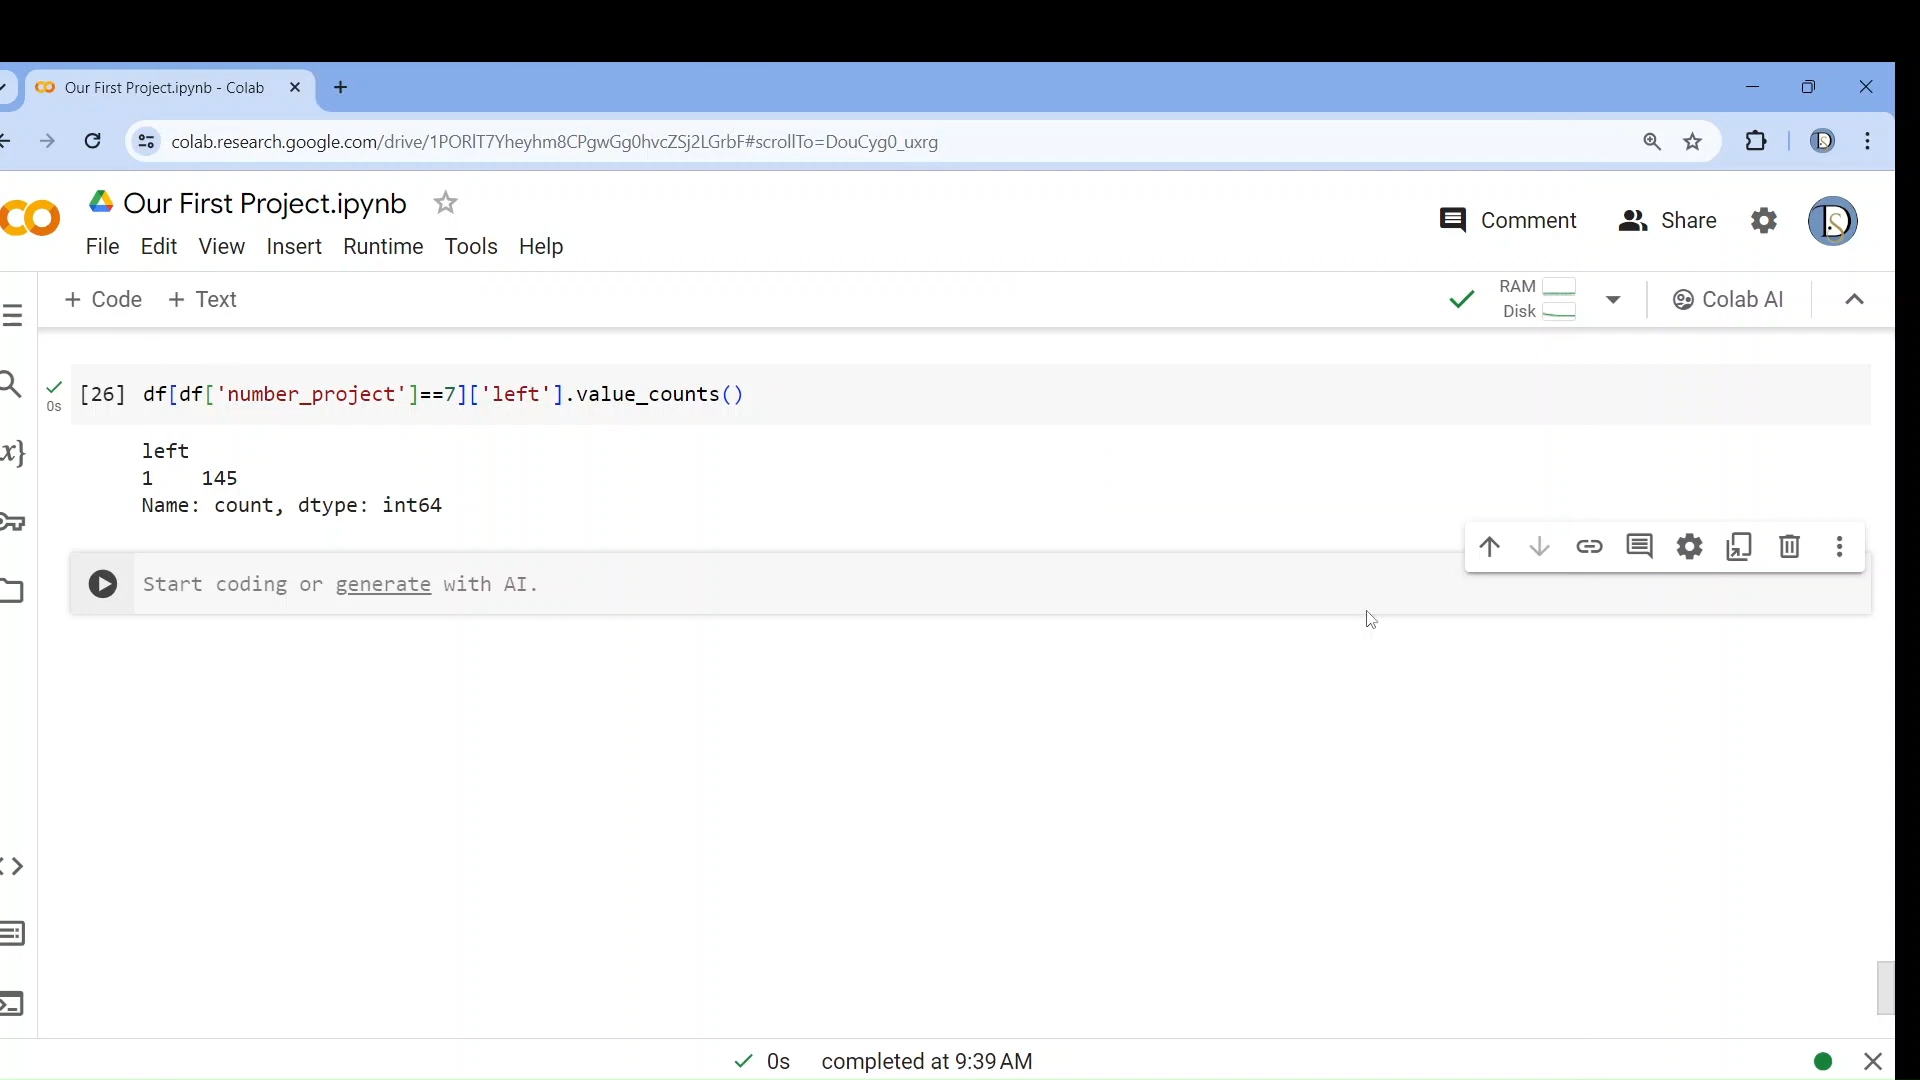 Our First Project.ipynb - Colab
colab.research.google.com/drive/1PORlT7Yheyhm8CPgwGg0hvcZSj2LGrbF#scrollTo=DouCyg0_uxrg
Our First Project.ipynb
Comment
Share
File Edit View Insert Runtime Tools Help
+ Code + Text
RAM
Disk
Colab AI
[26] df[df['number_project']==7]['left'].value_counts()
0s
left
1 145
Name: count, dtype: int64
Start coding or generate with AI.
0s completed at 9:39 AM